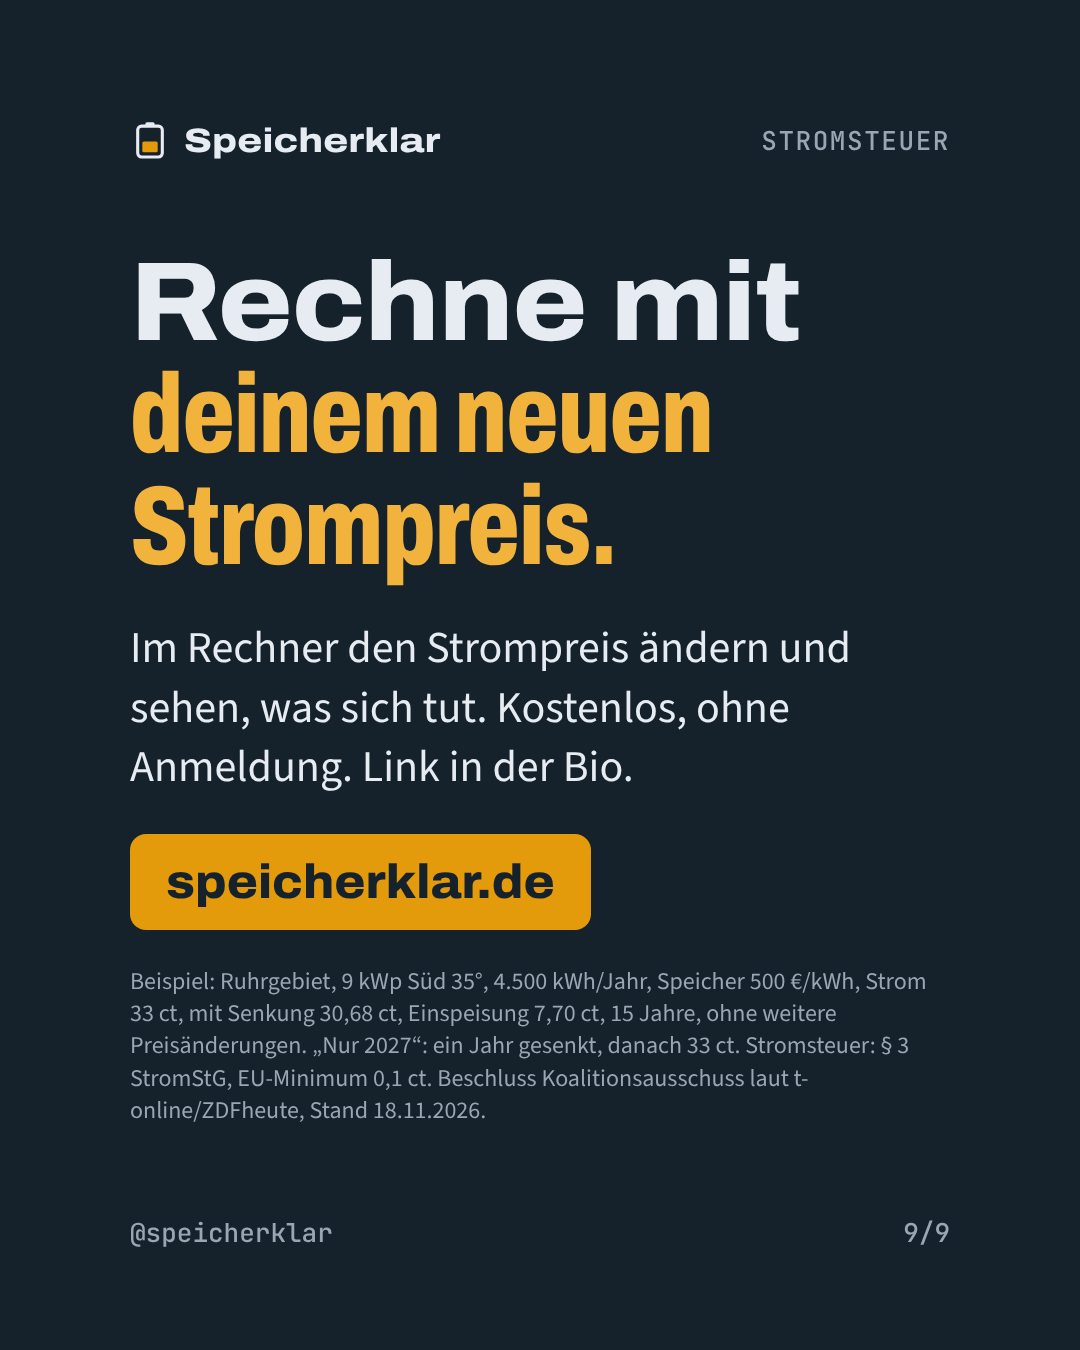 Speicherklar
STROMSTEUER
Rechne mit
deinem neuen
Strompreis.
Im Rechner den Strompreis ändern und
sehen, was sich tut. Kostenlos, ohne
Anmeldung. Link in der Bio.
speicherklar.de
Beispiel: Ruhrgebiet, 9 kWp Süd 35°, 4.500 kWh/Jahr, Speicher 500 €/kWh, Strom
33 ct, mit Senkung 30,68 ct, Einspeisung 7,70 ct, 15 Jahre, ohne weitere
Preisänderungen. „Nur 2027“: ein Jahr gesenkt, danach 33 ct. Stromsteuer: § 3
StromStG, EU-Minimum 0,1 ct. Beschluss Koalitionsausschuss laut t-
online/ZDFheute, Stand 18.11.2026.
@speicherklar
9/9